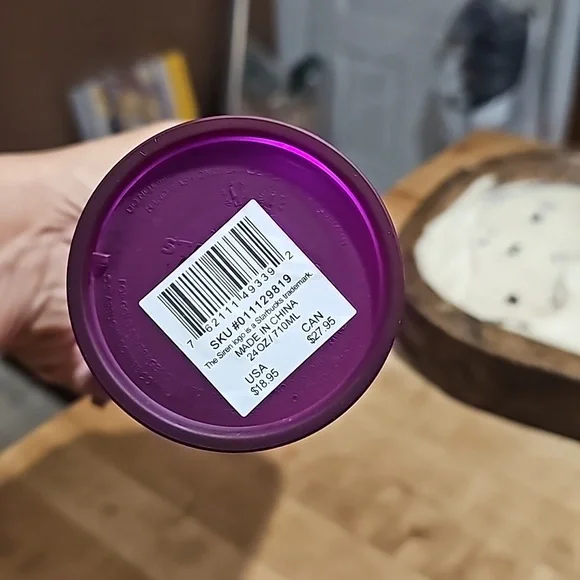 7 62111 49339 2
SKU #011129819
The Siren logo is a Starbucks trademark.
MADE IN CHINA
24OZ/710ML
USA CAN
$18.95 $27.95